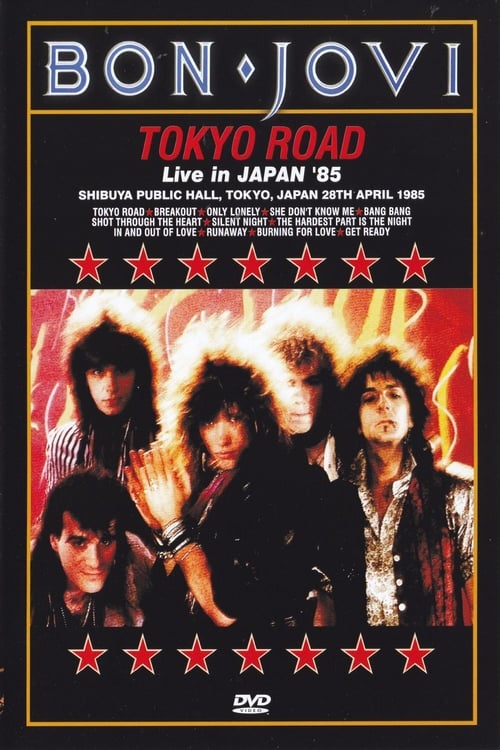 BON JOVI
TOKYO ROAD
Live in JAPAN '85
SHIBUYA PUBLIC HALL, TOKYO, JAPAN 28TH APRIL 1985
TOKYO ROAD★BREAKOUT★ONLY LONELY★SHE DON'T KNOW ME★BANG BANG
SHOT THROUGH THE HEART★SILENT NIGHT★THE HARDEST PART IS THE NIGHT
IN AND OUT OF LOVE★RUNAWAY★BURNING FOR LOVE★GET READY
DVD
VIDEO